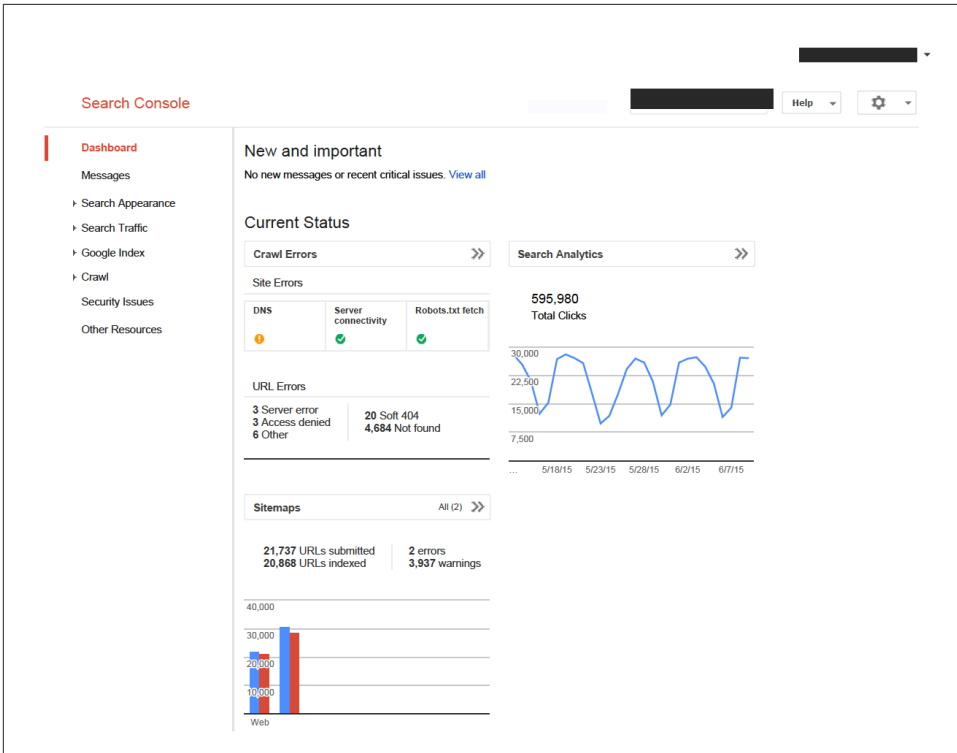 Search Console
Help
Dashboard
Messages
Search Appearance
Search Traffic
Google Index
Crawl
Security Issues
Other Resources
New and important
No new messages or recent critical issues. View all
Current Status
Crawl Errors
Site Errors
DNS
Server
connectivity
Robots.txt fetch
URL Errors
3 Server error
3 Access denied
6 Other
20 Soft 404
4,684 Not found
Search Analytics
595,980
Total Clicks
30,000
22,500
15,000
7,500
...
5/18/15
5/23/15
5/28/15
6/2/15
6/7/15
Sitemaps
All (2)
21,737 URLs submitted
20,868 URLs indexed
2 errors
3,937 warnings
40,000
30,000
20,000
10,000
Web